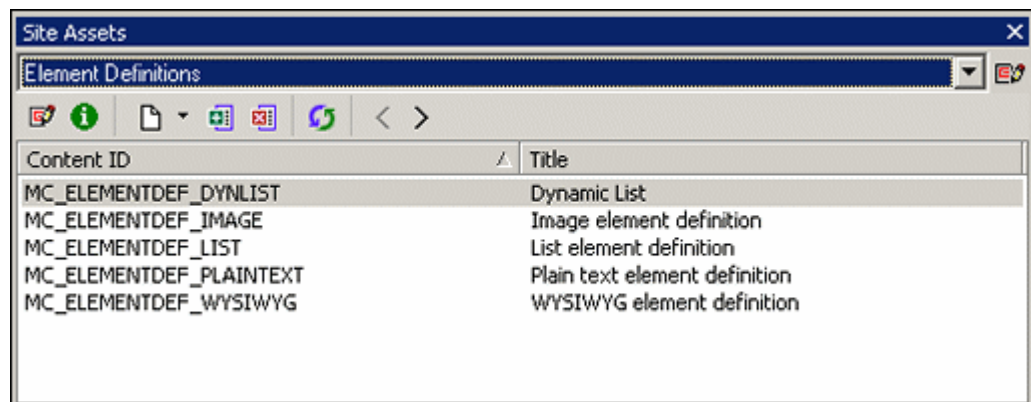 Site Assets
Element Definitions
Content ID Title
MC_ELEMENTDEF_DYNLIST Dynamic List
MC_ELEMENTDEF_IMAGE Image element definition
MC_ELEMENTDEF_LIST List element definition
MC_ELEMENTDEF_PLAINTEXT Plain text element definition
MC_ELEMENTDEF_WYSIWYG WYSIWYG element definition